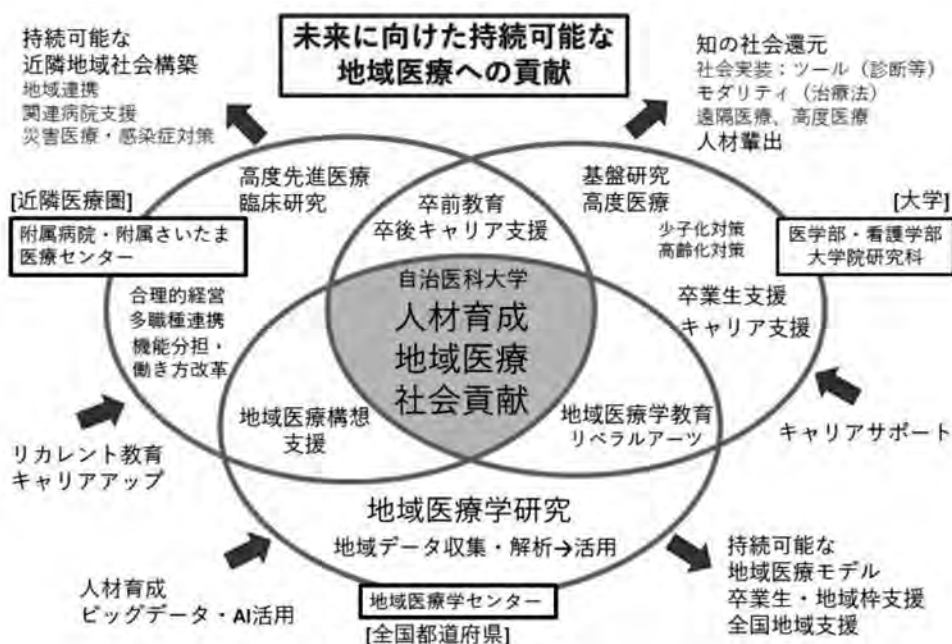 未来に向けた持続可能な
地域医療への貢献
持続可能な
近隣地域社会構築
地域連携
関連病院支援
災害医療・感染症対策
知の社会還元
社会実装：ツール（診断等）
モダリティ（治療法）
遠隔医療、高度医療
人材輩出
[近隣医療圏]
附属病院・附属さいたま
医療センター
高度先進医療
臨床研究
合理的経営
多職種連携
機能分担・
働き方改革
卒前教育
卒後キャリア支援
基盤研究
高度医療
少子化対策
高齢化対策
[大学]
医学部・看護学部
大学院研究科
卒業生支援
キャリア支援
自治医科大学
人材育成
地域医療
社会貢献
地域医療構想
支援
地域医療学教育
リベラルアーツ
リカレント教育
キャリアアップ
キャリアサポート
地域医療学研究
地域データ収集・解析→活用
人材育成
ビッグデータ・AI活用
地域医療学センター
[全国都道府県]
持続可能な
地域医療モデル
卒業生・地域枠支援
全国地域支援